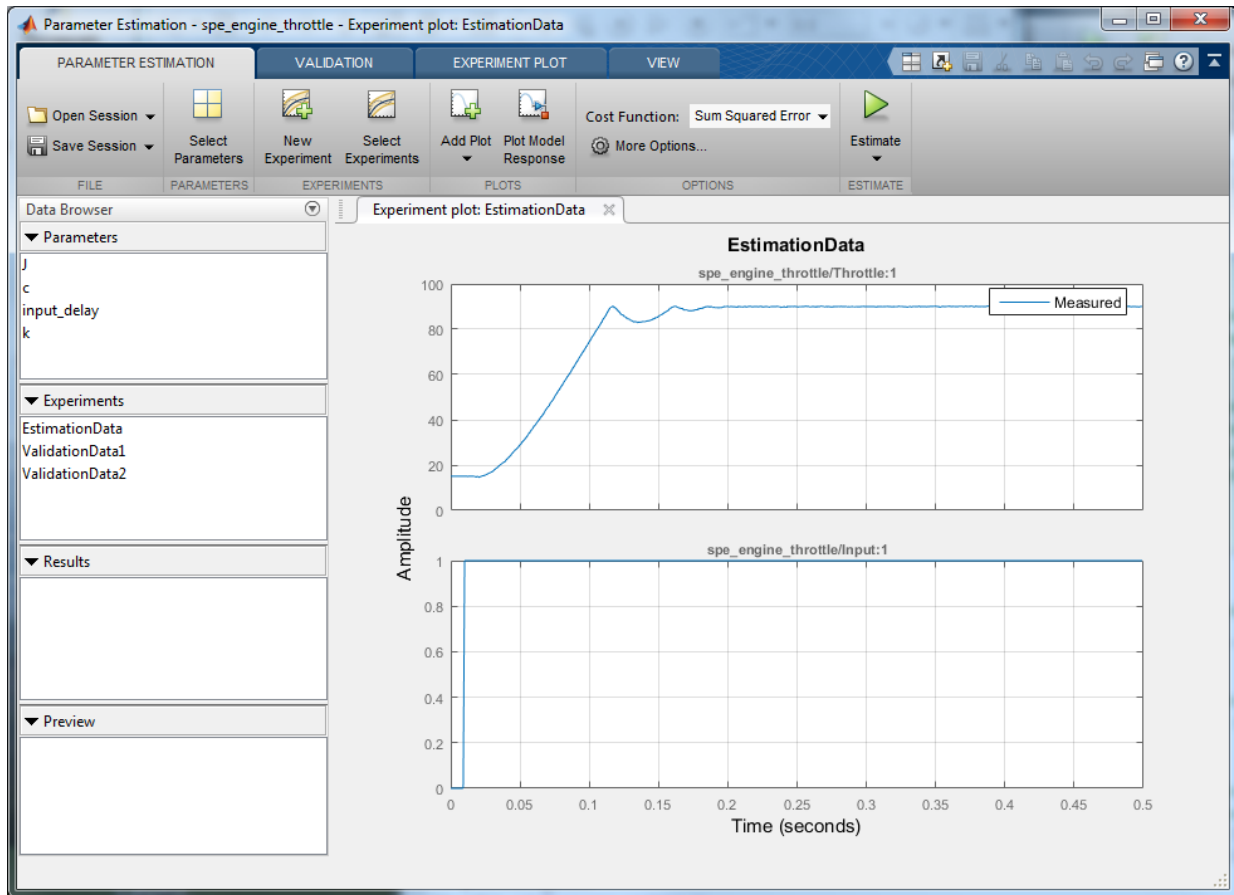 Parameter Estimation - spe_engine_throttle - Experiment plot: EstimationData
PARAMETER ESTIMATION VALIDATION EXPERIMENT PLOT VIEW
Open Session
Save Session
Select Parameters
New Experiment
Select Experiments
Add Plot
Plot Model Response
Cost Function: Sum Squared Error
More Options...
Estimate
FILE PARAMETERS EXPERIMENTS PLOTS OPTIONS ESTIMATE
Data Browser
Parameters
J
c
input_delay
k
Experiments
EstimationData
ValidationData1
ValidationData2
Results
Preview
Experiment plot: EstimationData
EstimationData
spe_engine_throttle/Throttle:1
100
80
60
40
20
0
Measured
Amplitude
spe_engine_throttle/Input:1
1
0.8
0.6
0.4
0.2
0
0 0.05 0.1 0.15 0.2 0.25 0.3 0.35 0.4 0.45 0.5
Time (seconds)